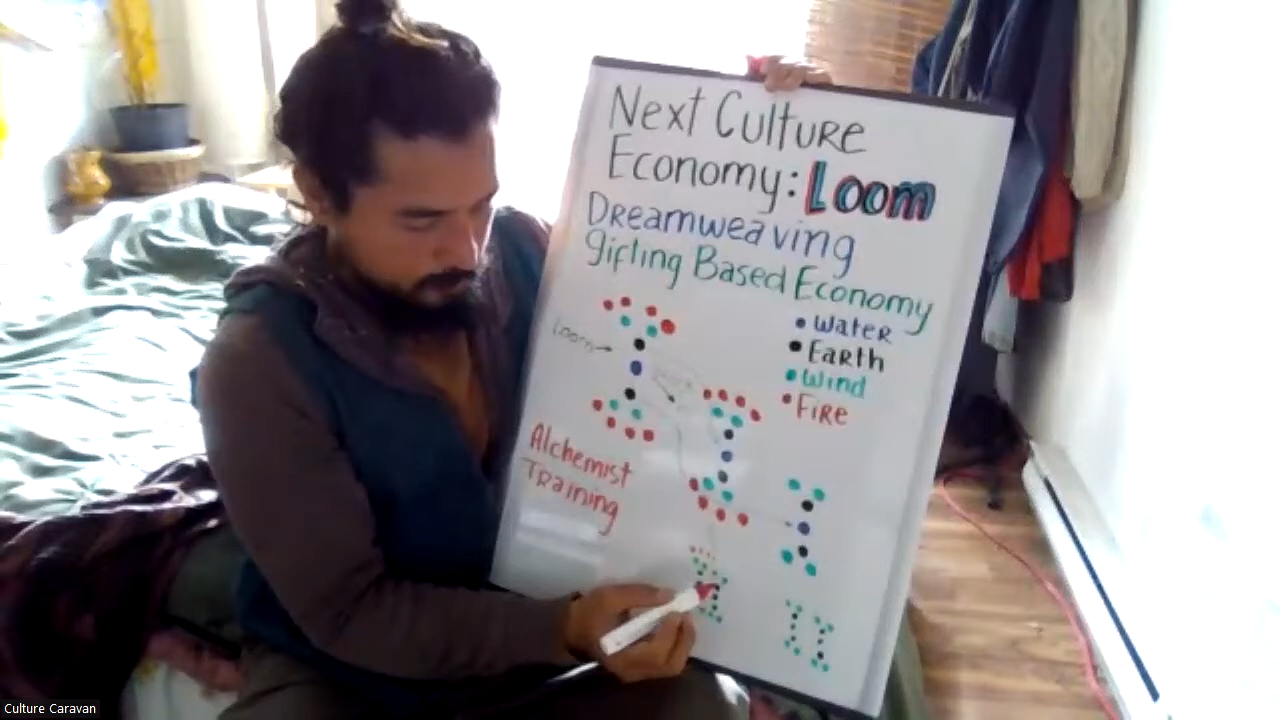 Next Culture
Economy: Loom
Dreamweaving
Gifting Based Economy
Loom
Water
Earth
Wind
Fire
Alchemist
Training
Culture Caravan